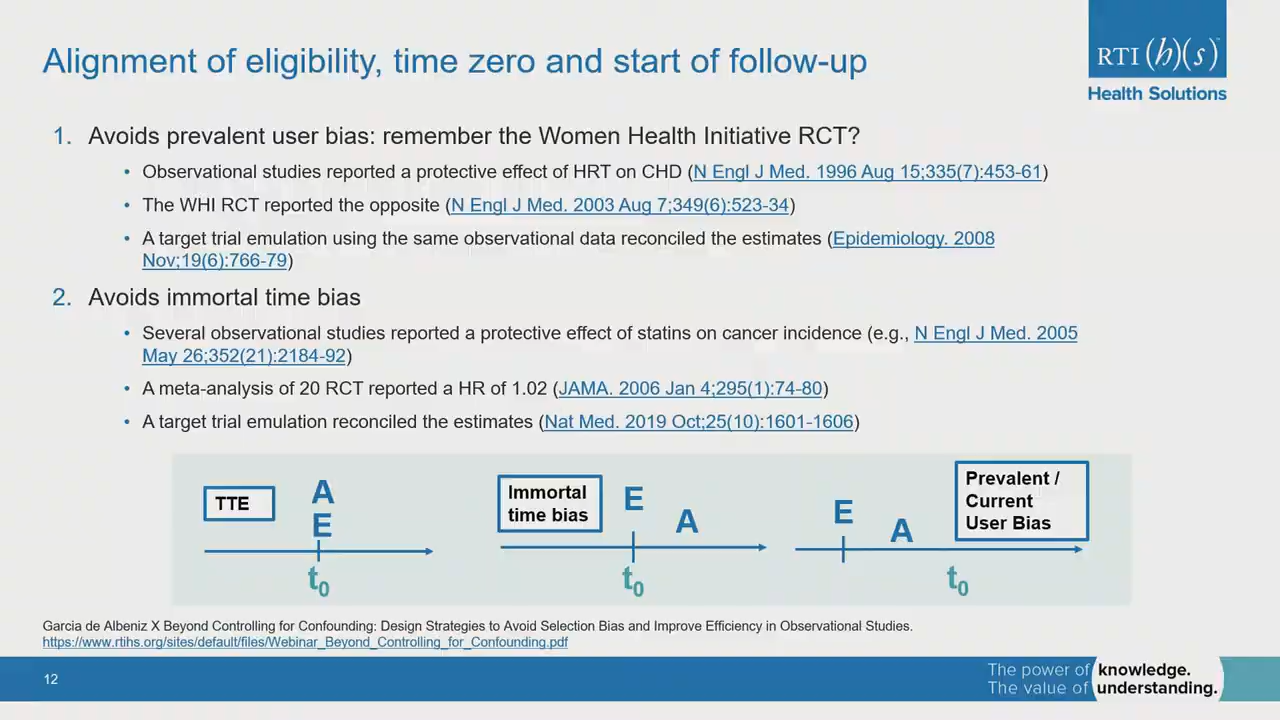 Alignment of eligibility, time zero and start of follow-up
RTI (h)(s)™
Health Solutions
1. Avoids prevalent user bias: remember the Women Health Initiative RCT?
• Observational studies reported a protective effect of HRT on CHD (N Engl J Med. 1996 Aug 15;335(7):453-61)
• The WHI RCT reported the opposite (N Engl J Med. 2003 Aug 7;349(6):523-34)
• A target trial emulation using the same observational data reconciled the estimates (Epidemiology. 2008
Nov;19(6):766-79)
2. Avoids immortal time bias
• Several observational studies reported a protective effect of statins on cancer incidence (e.g., N Engl J Med. 2005
May 26;352(21):2184-92)
• A meta-analysis of 20 RCT reported a HR of 1.02 (JAMA. 2006 Jan 4;295(1):74-80)
• A target trial emulation reconciled the estimates (Nat Med. 2019 Oct;25(10):1601-1606)
TTE
A
E
t0
Immortal
time bias
E
A
t0
E
A
Prevalent /
Current
User Bias
t0
Garcia de Albeniz X Beyond Controlling for Confounding: Design Strategies to Avoid Selection Bias and Improve Efficiency in Observational Studies.
https://www.rtihs.org/sites/default/files/Webinar_Beyond_Controlling_for_Confounding.pdf
12
The power of knowledge.
The value of understanding.